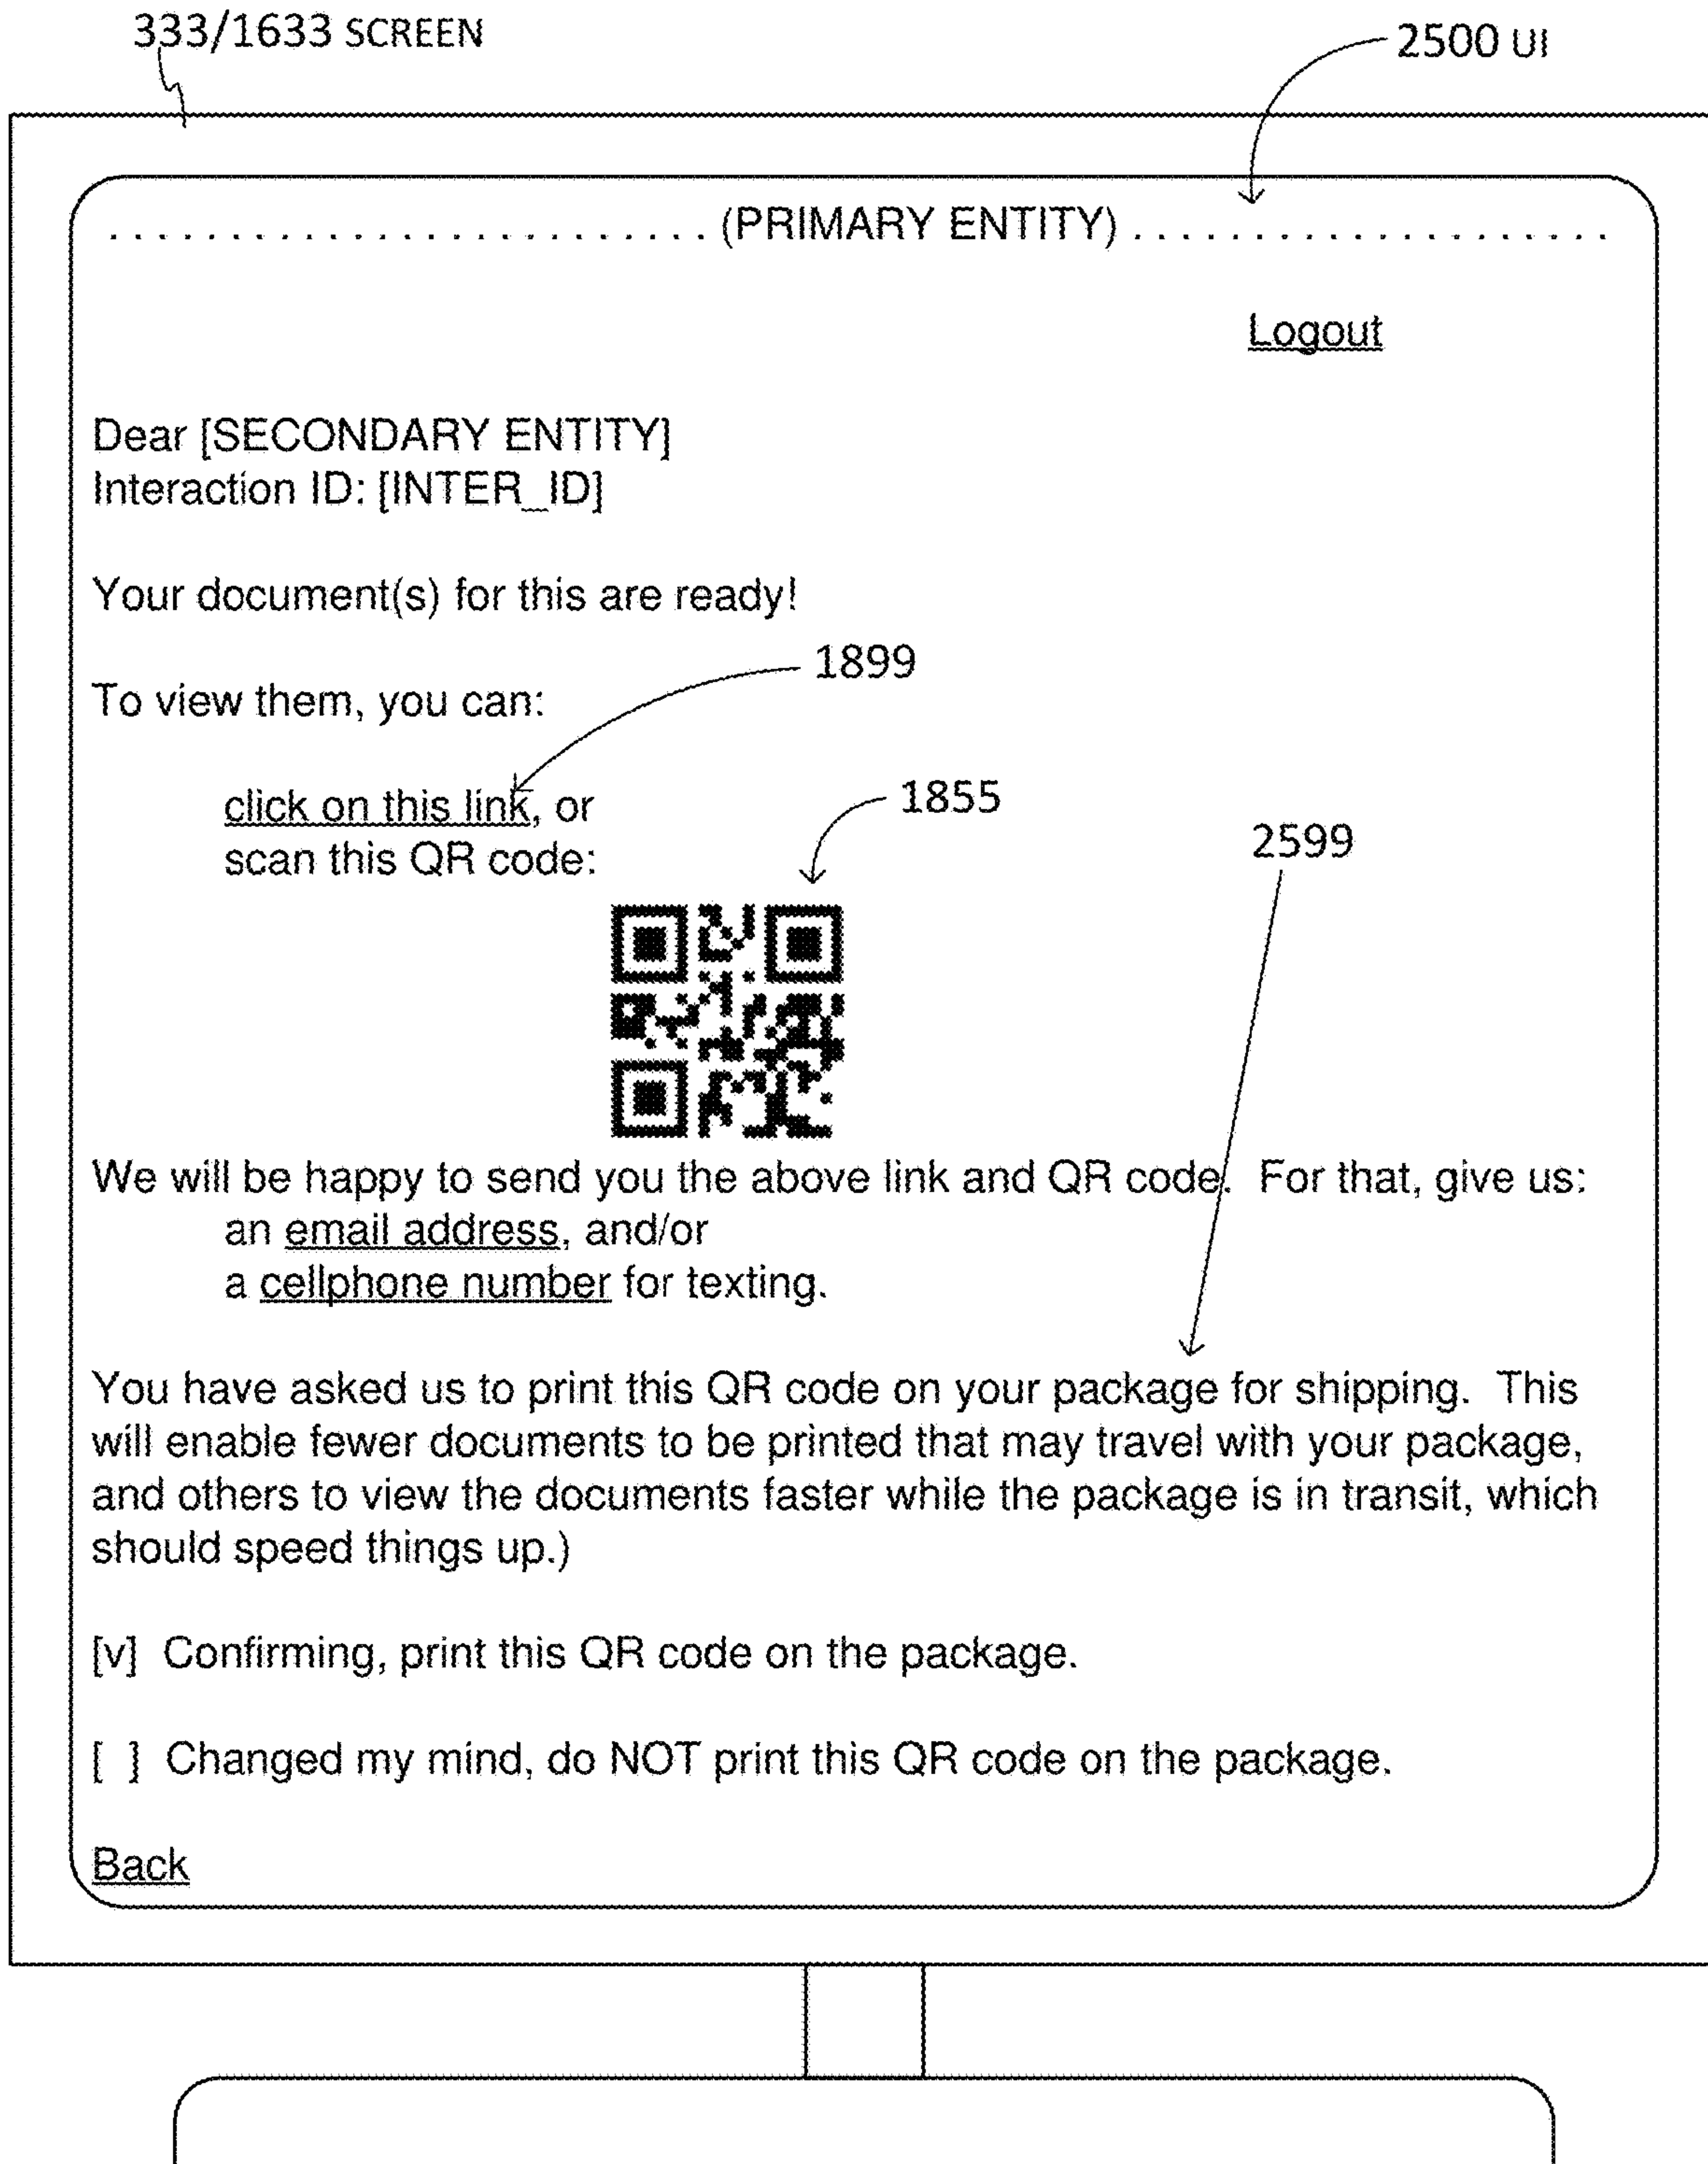 333/1633 SCREEN
2500 UI
. . . . . . . . . . . . . . . . . . . . . . . . . (PRIMARY ENTITY) . . . . . . . . . . . . . . . . . . . .
Logout
Dear [SECONDARY ENTITY]
Interaction ID: [INTER_ID]
Your document(s) for this are ready!
1899
To view them, you can:
click on this link, or
1855
scan this QR code:
2599
We will be happy to send you the above link and QR code.  For that, give us:
an email address, and/or
a cellphone number for texting.
You have asked us to print this QR code on your package for shipping.  This
will enable fewer documents to be printed that may travel with your package,
and others to view the documents faster while the package is in transit, which
should speed things up.)
[v]  Confirming, print this QR code on the package.
[  ]  Changed my mind, do NOT print this QR code on the package.
Back